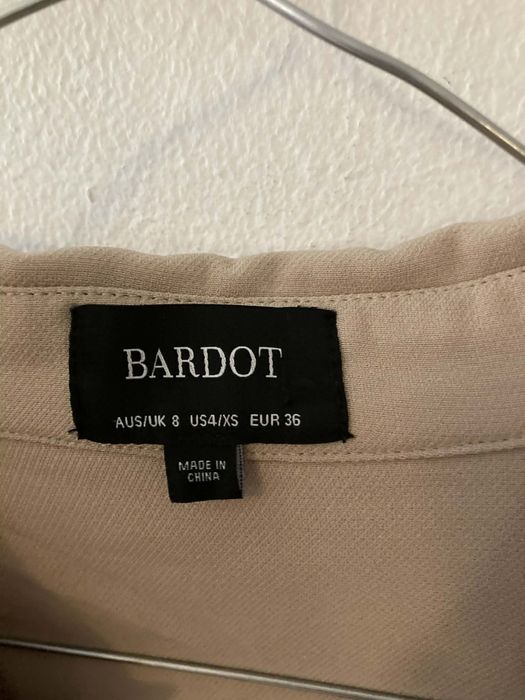 BARDOT
AUS/UK 8 US4/XS EUR 36
MADE IN
CHINA